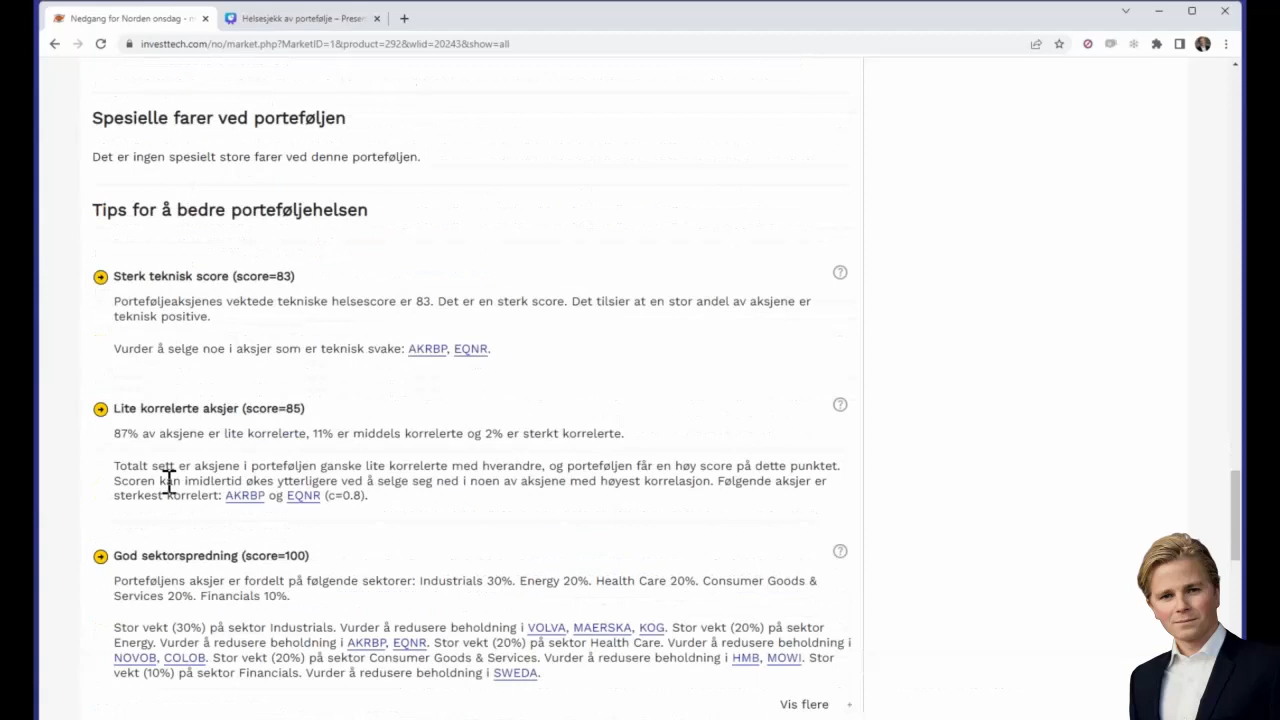 Nedgang for Norden onsdag - n
Helsesjekk av portefølje – Presen
investtech.com/no/market.php?MarketID=1&product=292&wlid=20243&show=all
Spesielle farer ved porteføljen
Det er ingen spesielt store farer ved denne porteføljen.
Tips for å bedre porteføljehelsen
Sterk teknisk score (score=83)
Porteføljeaksjenes vektede tekniske helsescore er 83. Det er en sterk score. Det tilsier at en stor andel av aksjene er
teknisk positive.
Vurder å selge noe i aksjer som er teknisk svake: AKRBP, EQNR.
Lite korrelerte aksjer (score=85)
87% av aksjene er lite korrelerte, 11% er middels korrelerte og 2% er sterkt korrelerte.
Totalt sett er aksjene i porteføljen ganske lite korrelerte med hverandre, og porteføljen får en høy score på dette punktet.
Scoren kan imidlertid økes ytterligere ved å selge seg ned i noen av aksjene med høyest korrelasjon. Følgende aksjer er
sterkest korrelert: AKRBP og EQNR (c=0.8).
God sektorspredning (score=100)
Porteføljens aksjer er fordelt på følgende sektorer: Industrials 30%. Energy 20%. Health Care 20%. Consumer Goods &
Services 20%. Financials 10%.
Stor vekt (30%) på sektor Industrials. Vurder å redusere beholdning i VOLVA, MAERSKA, KOG. Stor vekt (20%) på sektor
Energy. Vurder å redusere beholdning i AKRBP, EQNR. Stor vekt (20%) på sektor Health Care. Vurder å redusere beholdning i
NOVOB, COLOB. Stor vekt (20%) på sektor Consumer Goods & Services. Vurder å redusere beholdning i HMB, MOWI. Stor
vekt (10%) på sektor Financials. Vurder å redusere beholdning i SWEDA.
Vis flere +